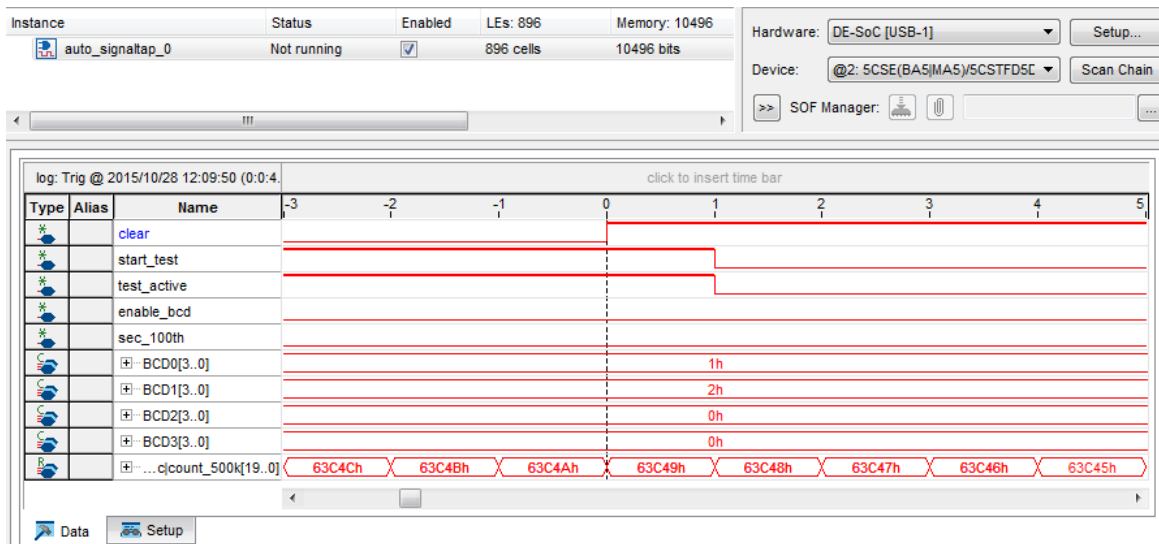 Instance Status Enabled LEs: 896 Memory: 10496
auto_signaltap_0 Not running 896 cells 10496 bits
Hardware: DE-SoC [USB-1] Setup...
Device: @2: 5CSE(BA5|MA5)/5CSTFD5D Scan Chain
>> SOF Manager: ...
log: Trig @ 2015/10/28 12:09:50 (0:0:4. click to insert time bar
Type Alias Name -3 -2 -1 0 1 2 3 4 5
clear
start_test
test_active
enable_bcd
sec_100th
BCD0[3..0] 1h
BCD1[3..0] 2h
BCD2[3..0] 0h
BCD3[3..0] 0h
...c|count_500k[19..0] 63C4Ch 63C4Bh 63C4Ah 63C49h 63C48h 63C47h 63C46h 63C45h
Data Setup